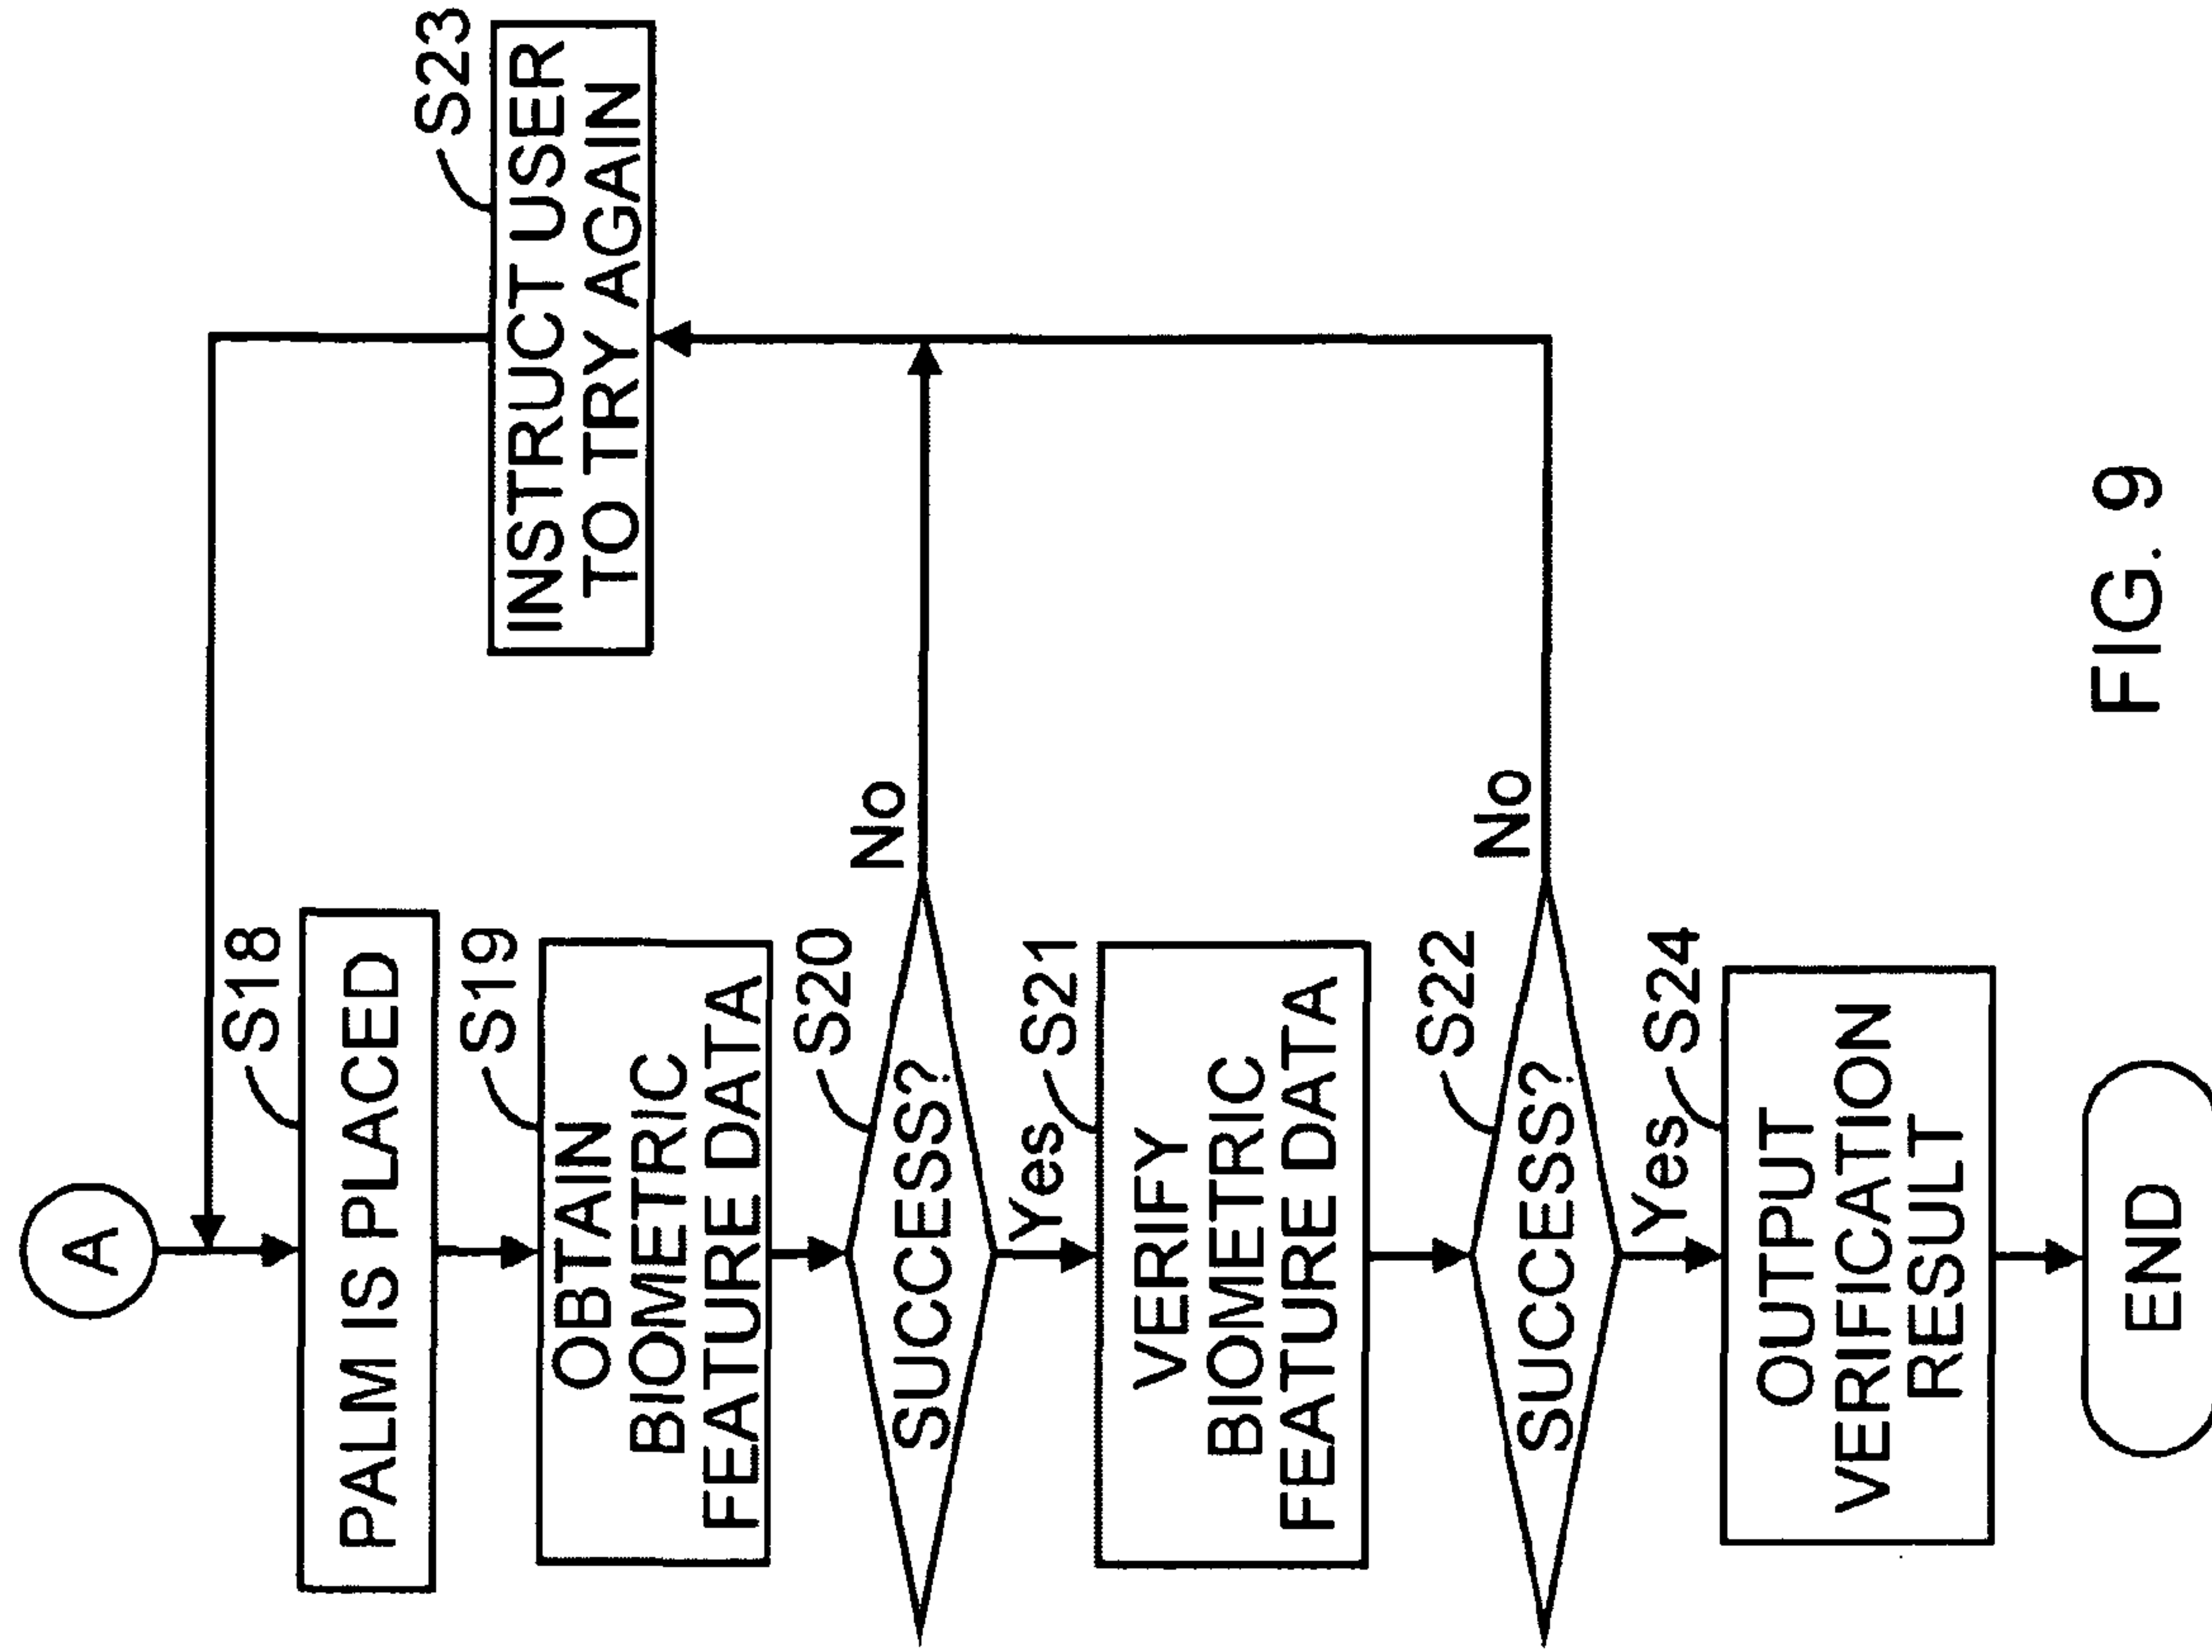 A
S18
PALM IS PLACED
S19
OBTAIN
BIOMETRIC
FEATURE DATA
S20
SUCCESS?
No
Yes
S21
VERIFY
BIOMETRIC
FEATURE DATA
S22
SUCCESS?
No
Yes
S24
OUTPUT
VERIFICATION
RESULT
END
S23
INSTRUCT USER
TO TRY AGAIN
FIG. 9